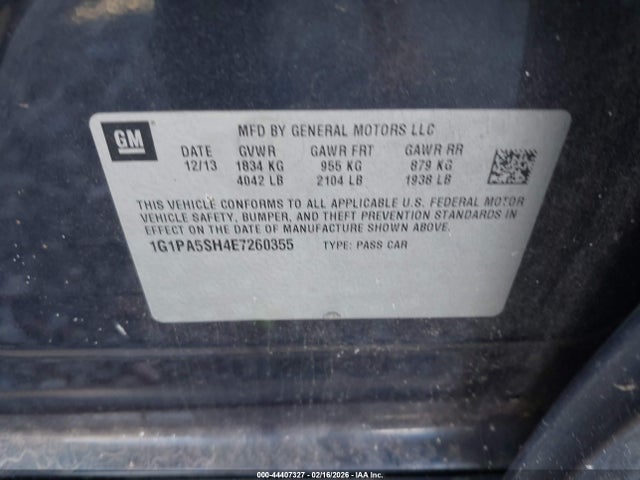 GM
MFD BY GENERAL MOTORS LLC
DATE GVWR GAWR FRT GAWR RR
12/13 1834 KG 955 KG 879 KG
4042 LB 2104 LB 1938 LB
THIS VEHICLE CONFORMS TO ALL APPLICABLE U.S. FEDERAL MOTOR
VEHICLE SAFETY, BUMPER, AND THEFT PREVENTION STANDARDS IN
EFFECT ON THE DATE OF MANUFACTURE SHOWN ABOVE.
1G1PA5SH4E7260355 TYPE: PASS CAR
000-44407327 - 02/16/2026 - IAA Inc.